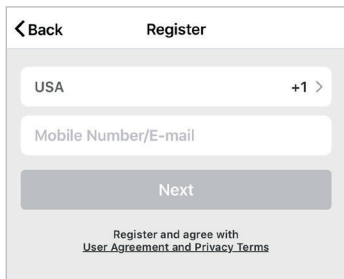 Back Register
USA +1
Mobile Number/E-mail
Next
Register and agree with
User Agreement and Privacy Terms